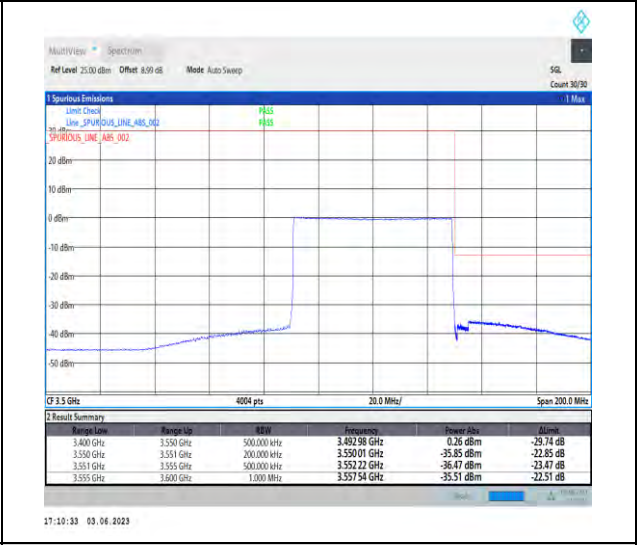 MultiView Spectrum
Ref Level 25.00 dBm Offset 8.99 dB Mode Auto Sweep SGL
Count 30/30
1 Spurious Emissions 1 Max
Limit Check PASS
Line _SPURIOUS_LINE_ABS_002 PASS
30 dBm
_SPURIOUS_LINE_ABS_002
20 dBm
10 dBm
0 dBm
-10 dBm
-20 dBm
-30 dBm
-40 dBm
-50 dBm
CF 3.5 GHz 4004 pts 20.0 MHz/ Span 200.0 MHz
2 Result Summary
Range Low Range Up RBW Frequency Power Abs ΔLimit
3.400 GHz 3.550 GHz 500.000 kHz 3.492 98 GHz 0.26 dBm -29.74 dB
3.550 GHz 3.551 GHz 200.000 kHz 3.550 01 GHz -35.85 dBm -22.85 dB
3.551 GHz 3.555 GHz 500.000 kHz 3.552 22 GHz -36.47 dBm -23.47 dB
3.555 GHz 3.600 GHz 1.000 MHz 3.557 54 GHz -35.51 dBm -22.51 dB
17:10:33 03.06.2023